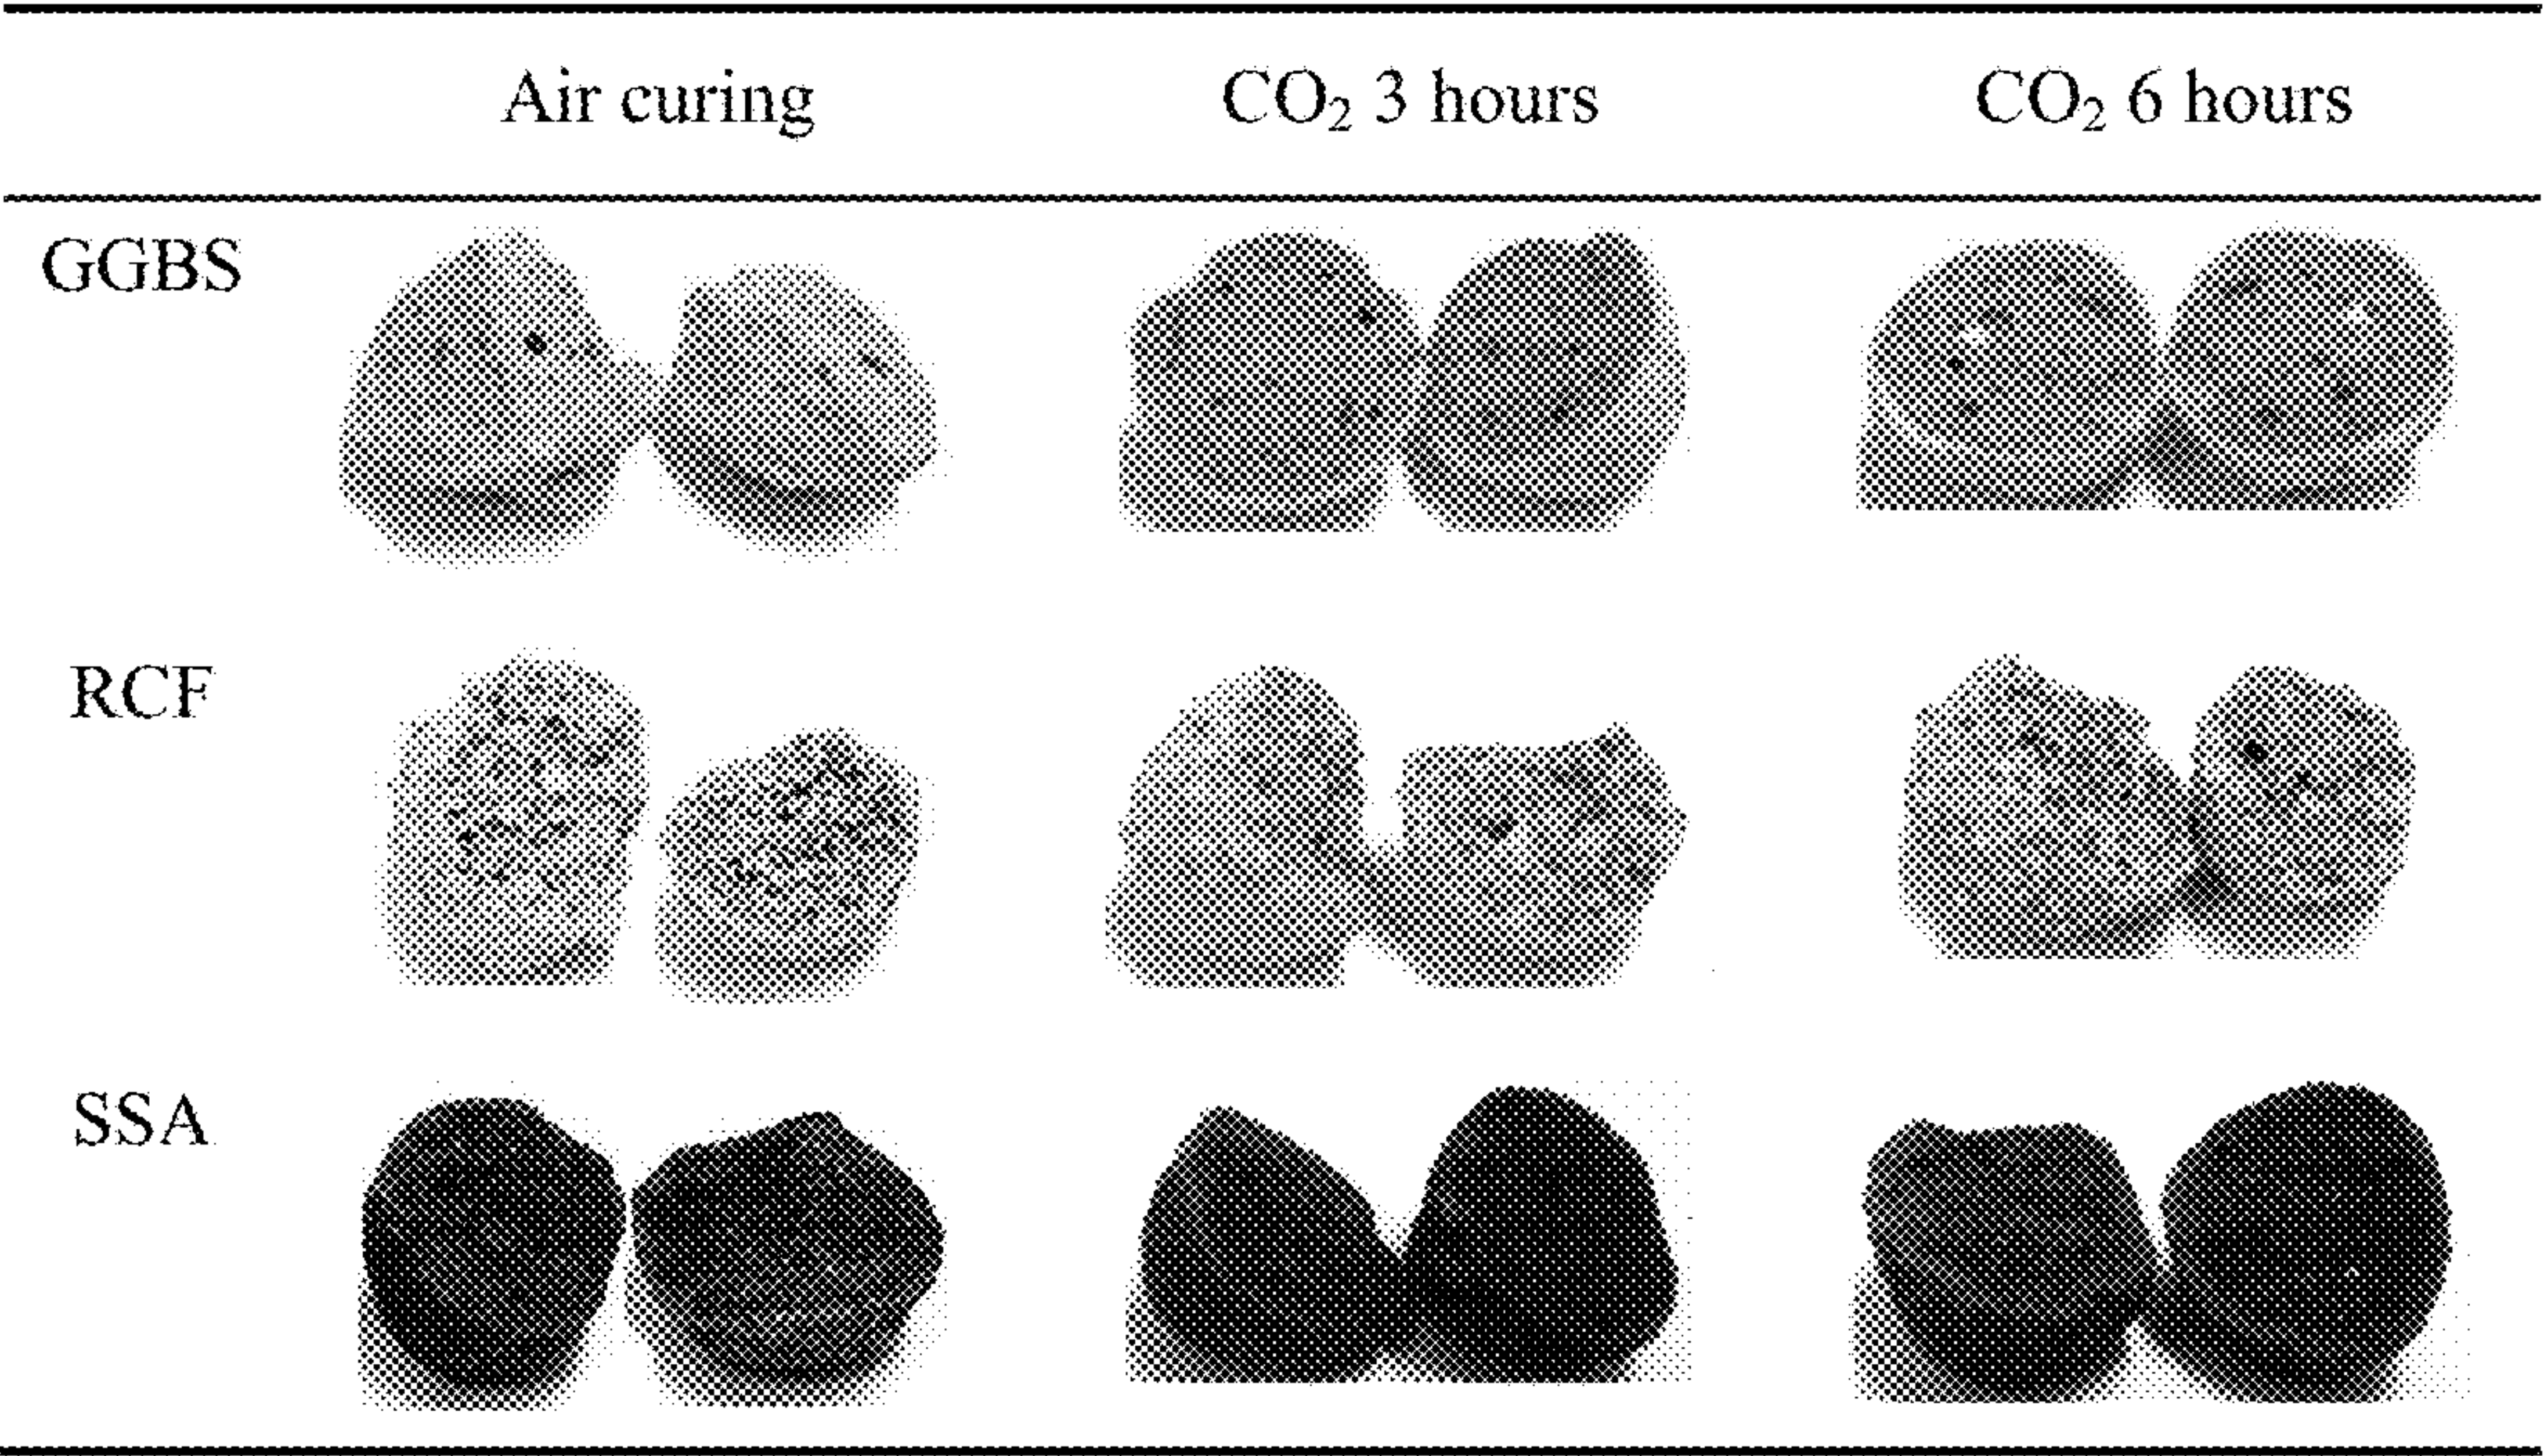 Air curing CO₂ 3 hours CO₂ 6 hours
GGBS
RCF
SSA